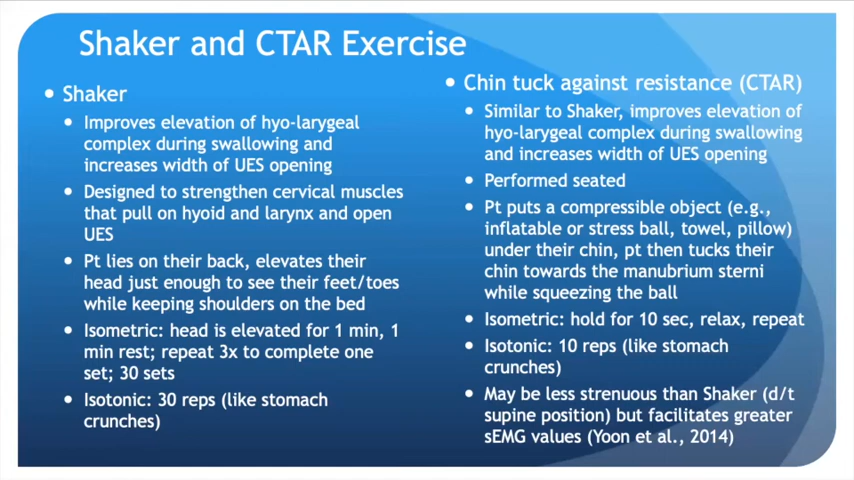 Shaker and CTAR Exercise
Shaker
Improves elevation of hyo-larygeal
complex during swallowing and
increases width of UES opening
Designed to strengthen cervical muscles
that pull on hyoid and larynx and open
UES
Pt lies on their back, elevates their
head just enough to see their feet/toes
while keeping shoulders on the bed
Isometric: head is elevated for 1 min, 1
min rest; repeat 3x to complete one
set; 30 sets
Isotonic: 30 reps (like stomach
crunches)
Chin tuck against resistance (CTAR)
Similar to Shaker, improves elevation of
hyo-larygeal complex during swallowing
and increases width of UES opening
Performed seated
Pt puts a compressible object (e.g.,
inflatable or stress ball, towel, pillow)
under their chin, pt then tucks their
chin towards the manubrium sterni
while squeezing the ball
Isometric: hold for 10 sec, relax, repeat
Isotonic: 10 reps (like stomach
crunches)
May be less strenuous than Shaker (d/t
supine position) but facilitates greater
sEMG values (Yoon et al., 2014)